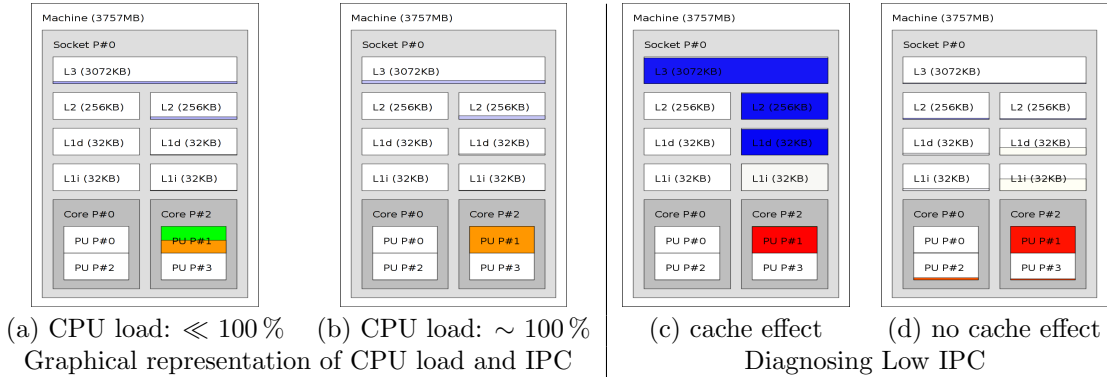 Machine (3757MB)
Socket P#0
L3 (3072KB)
L2 (256KB) L2 (256KB)
L1d (32KB) L1d (32KB)
L1i (32KB) L1i (32KB)
Core P#0 Core P#2
PU P#0 PU P#1
PU P#2 PU P#3
(a) CPU load: ≪ 100 %
Machine (3757MB)
Socket P#0
L3 (3072KB)
L2 (256KB) L2 (256KB)
L1d (32KB) L1d (32KB)
L1i (32KB) L1i (32KB)
Core P#0 Core P#2
PU P#0 PU P#1
PU P#2 PU P#3
(b) CPU load: ∼ 100 %
Graphical representation of CPU load and IPC
Machine (3757MB)
Socket P#0
L3 (3072KB)
L2 (256KB) L2 (256KB)
L1d (32KB) L1d (32KB)
L1i (32KB) L1i (32KB)
Core P#0 Core P#2
PU P#0 PU P#1
PU P#2 PU P#3
(c) cache effect
Machine (3757MB)
Socket P#0
L3 (3072KB)
L2 (256KB) L2 (256KB)
L1d (32KB) L1d (32KB)
L1i (32KB) L1i (32KB)
Core P#0 Core P#2
PU P#0 PU P#1
PU P#2 PU P#3
(d) no cache effect
Diagnosing Low IPC